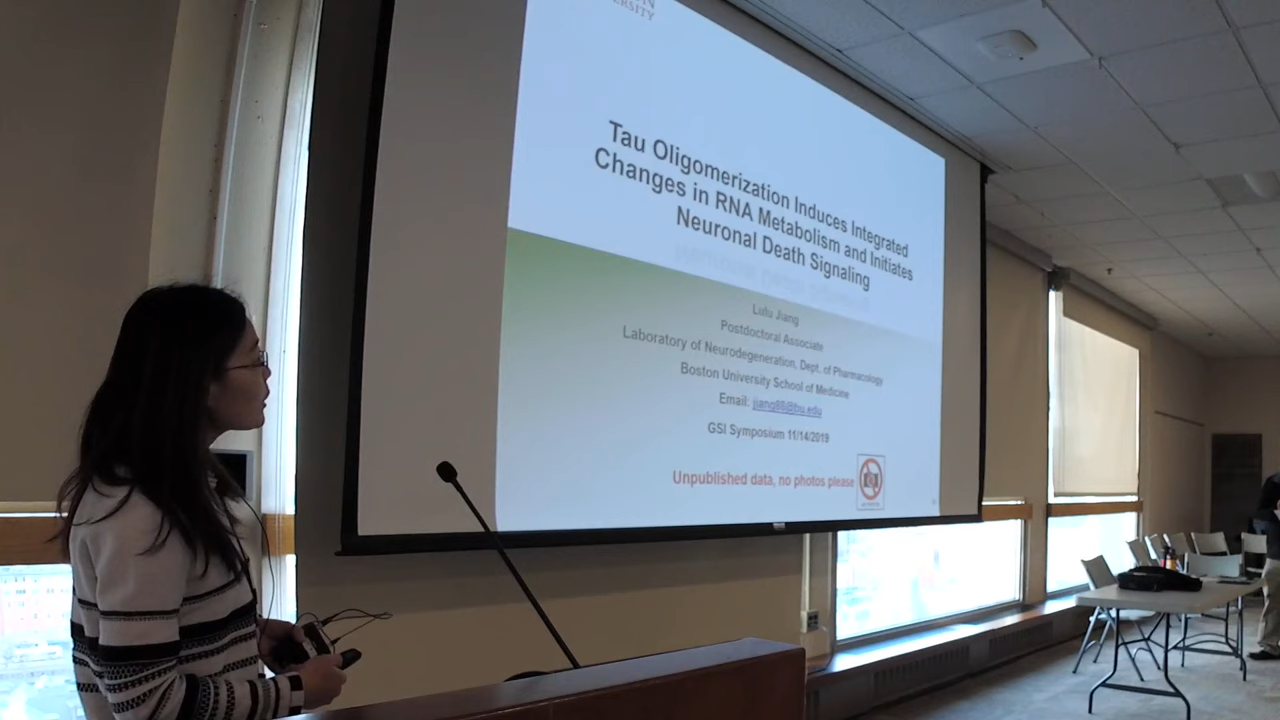 Tau Oligomerization Induces Integrated
Changes in RNA Metabolism and Initiates
Neuronal Death Signaling
Lulu Jiang
Postdoctoral Associate
Laboratory of Neurodegeneration, Dept. of Pharmacology
Boston University School of Medicine
Email: jiang88@bu.edu
GSI Symposium 11/14/2019
Unpublished data, no photos please